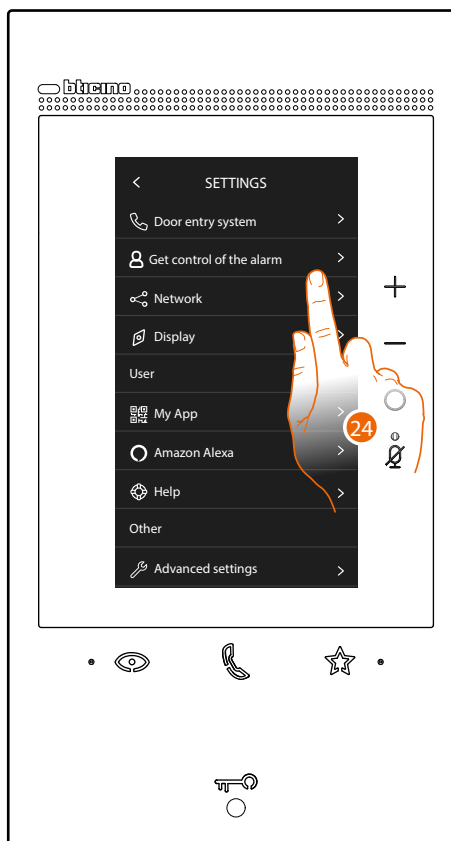 bticino
SETTINGS
Door entry system
Get control of the alarm
Network
Display
User
My App
24
Amazon Alexa
Help
Other
Advanced settings